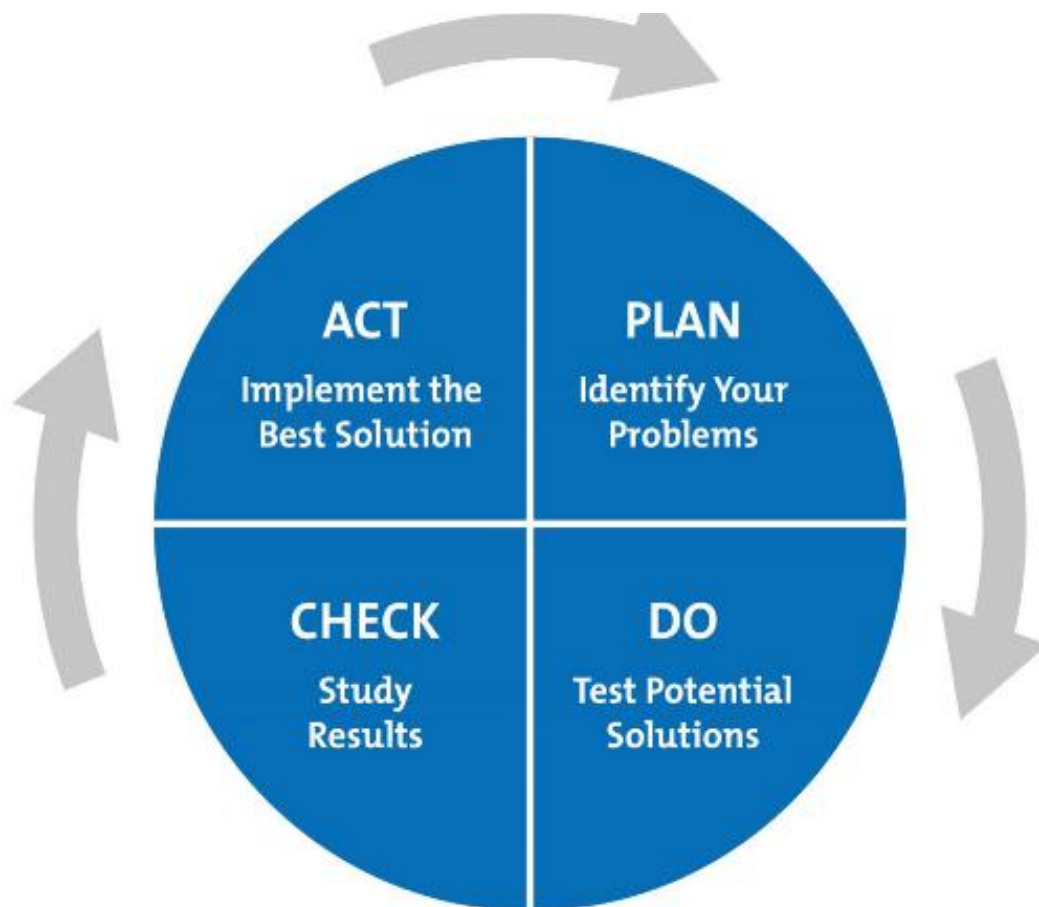 ACT
Implement the
Best Solution
PLAN
Identify Your
Problems
CHECK
Study
Results
DO
Test Potential
Solutions